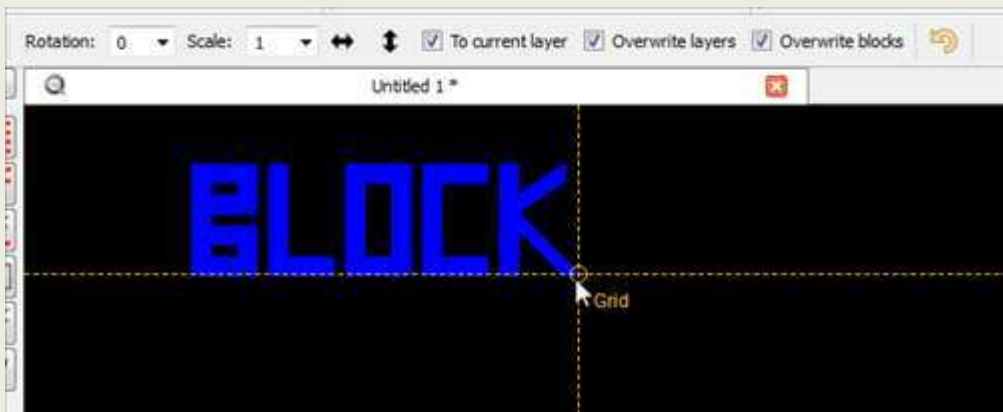 Rotation: 0 Scale: 1 To current layer Overwrite layers Overwrite blocks
Untitled 1 *
BLOCK
Grid